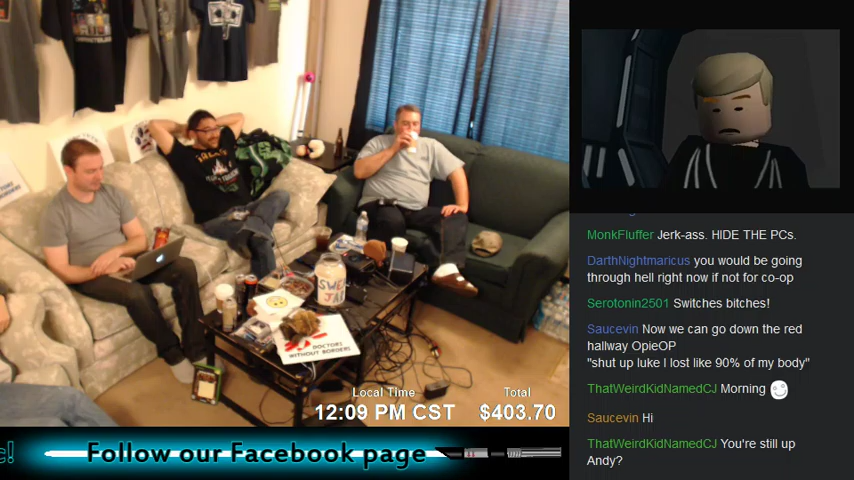 SWEAR
JAR
DOCTORS
WITHOUT BORDERS
Local Time
12:09 PM CST
Total
$403.70
c!
Follow our Facebook page
MonkFluffer Jerk-ass. HIDE THE PCs.
DarthNightmaricus you would be going
through hell right now if not for co-op
Serotonin2501 Switches bitches!
Saucevin Now we can go down the red
hallway OpieOP
"shut up luke I lost like 90% of my body"
ThatWeirdKidNamedCJ Morning
Saucevin Hi
ThatWeirdKidNamedCJ You're still up
Andy?